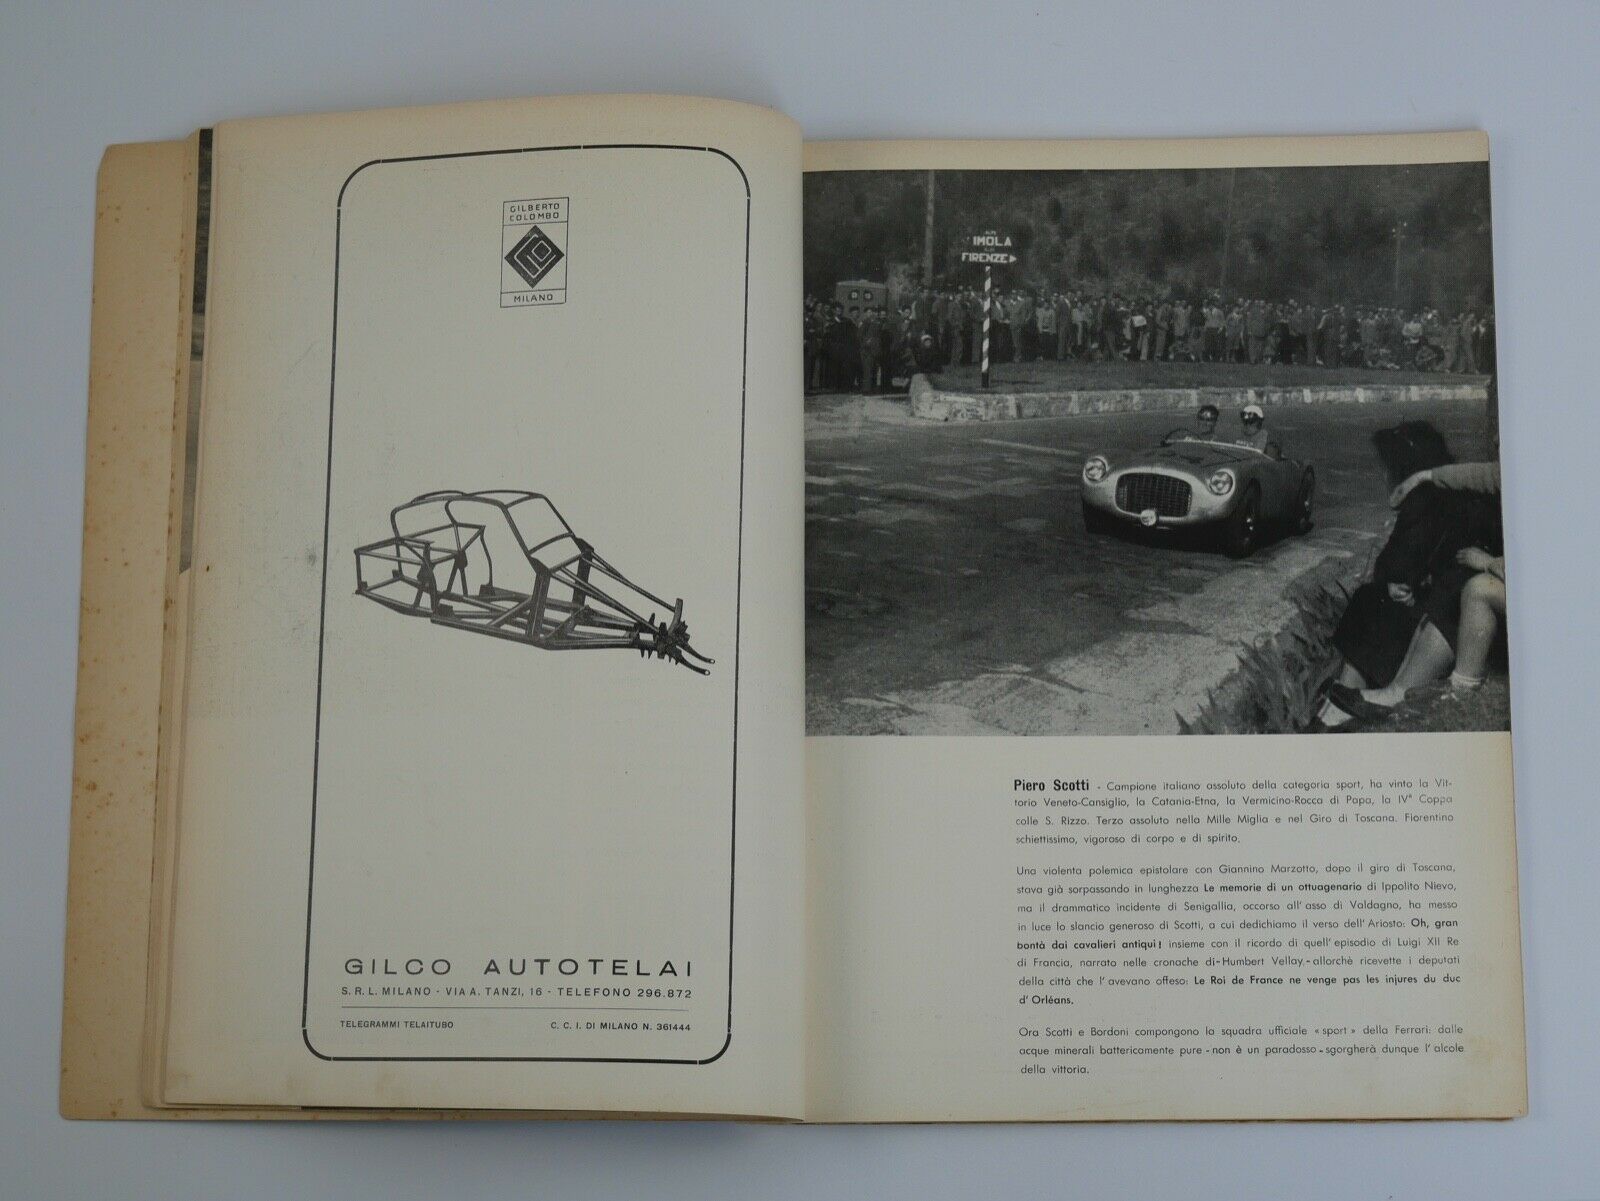 GILBERTO
COLOMBO
MILANO
GILCO AUTOTELAI
S.R.L. MILANO - VIA A. TANZI, 16 - TELEFONO 296.872
TELEGRAMMI TELAITUBO C. C. I. DI MILANO N. 361444
IMOLA
FIRENZE
Piero Scotti - Campione italiano assoluto della categoria sport, ha vinto la Vit-
torio Veneto-Cansiglio, la Catania-Etna, la Vermicino-Rocca di Papa, la IVª Coppa
colle S. Rizzo. Terzo assoluto nella Mille Miglia e nel Giro di Toscana. Fiorentino
schiettissimo, vigoroso di corpo e di spirito.
Una violenta polemica epistolare con Giannino Marzotto, dopo il giro di Toscana,
stava già sorpassando in lunghezza Le memorie di un ottuagenario di Ippolito Nievo,
ma il drammatico incidente di Senigallia, occorso all'asso di Valdagno, ha messo
in luce lo slancio generoso di Scotti, a cui dedichiamo il verso dell'Ariosto: Oh, gran
bontà dai cavalieri antiqui! insieme con il ricordo di quell'episodio di Luigi XII Re
di Francia, narrato nelle cronache di-Humbert Vellay-allorchè ricevette i deputati
della città che l'avevano offeso: Le Roi de France ne venge pas les injures du duc
d'Orléans.
Ora Scotti e Bordoni compongono la squadra ufficiale «sport» della Ferrari: dalle
acque minerali battericamente pure - non è un paradosso - sgorgherà dunque l'alcole
della vittoria.